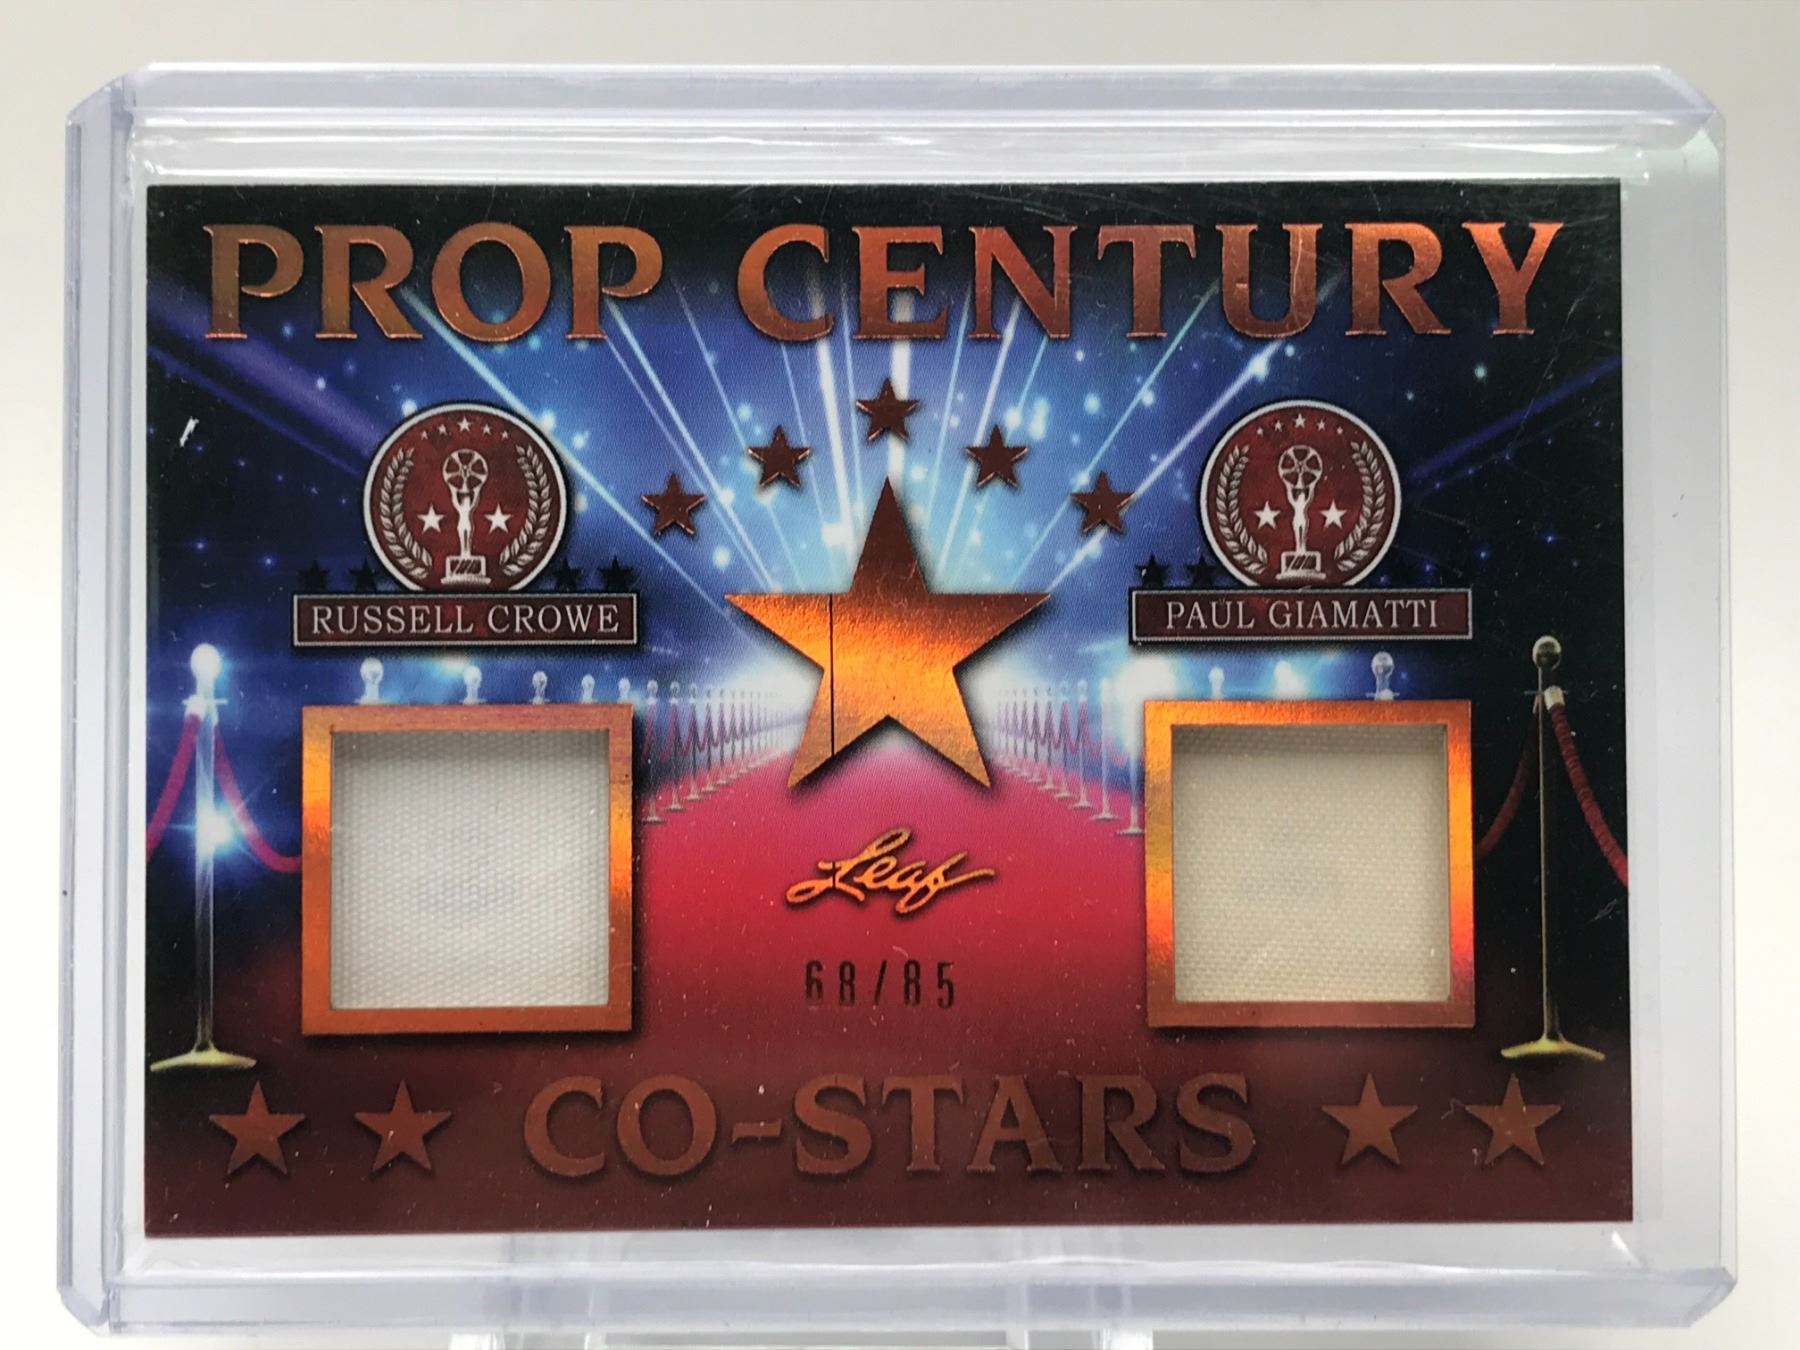 PROP CENTURY
RUSSELL CROWE
PAUL GIAMATTI
Leaf
68/85
CO-STARS